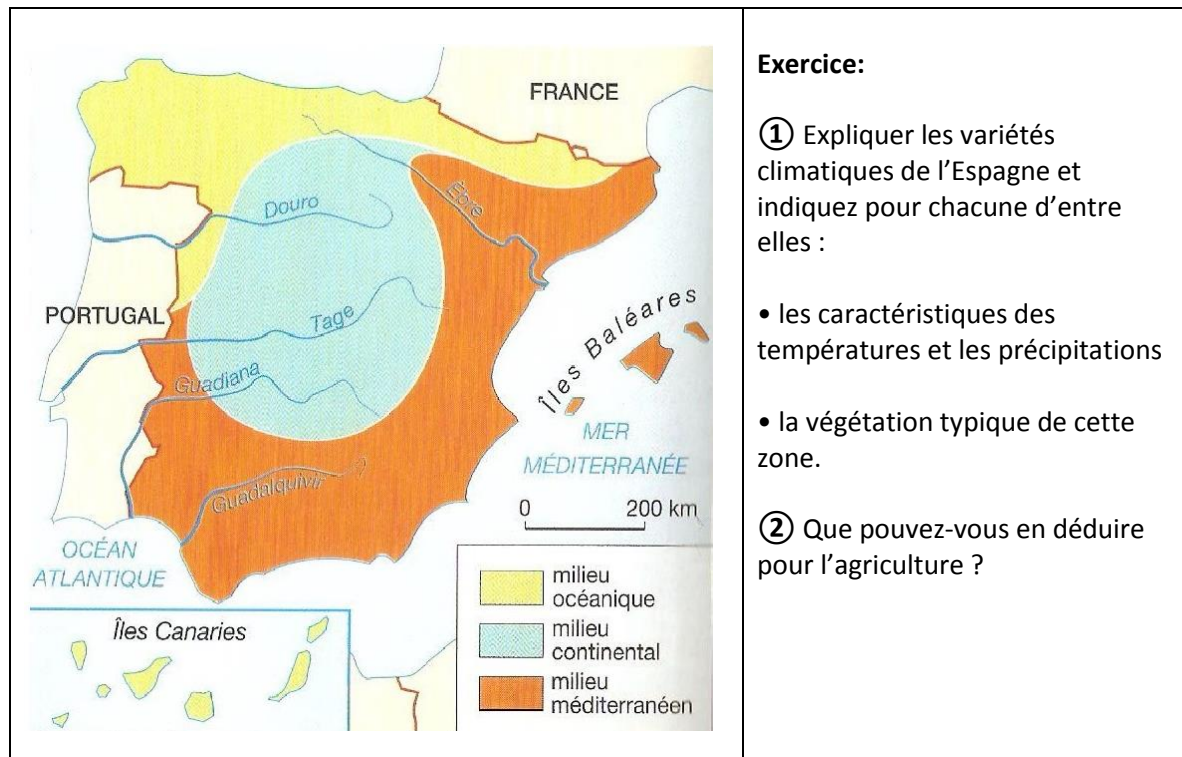 FRANCE
Douro
Èbre
PORTUGAL
Tage
Îles Baléares
Guadiana
MER
MÉDITERRANÉE
Guadalquivir
0 200 km
OCÉAN
ATLANTIQUE
Îles Canaries
milieu
océanique
milieu
continental
milieu
méditerranéen
Exercice:
① Expliquer les variétés
climatiques de l’Espagne et
indiquez pour chacune d’entre
elles :
• les caractéristiques des
températures et les précipitations
• la végétation typique de cette
zone.
② Que pouvez-vous en déduire
pour l’agriculture ?